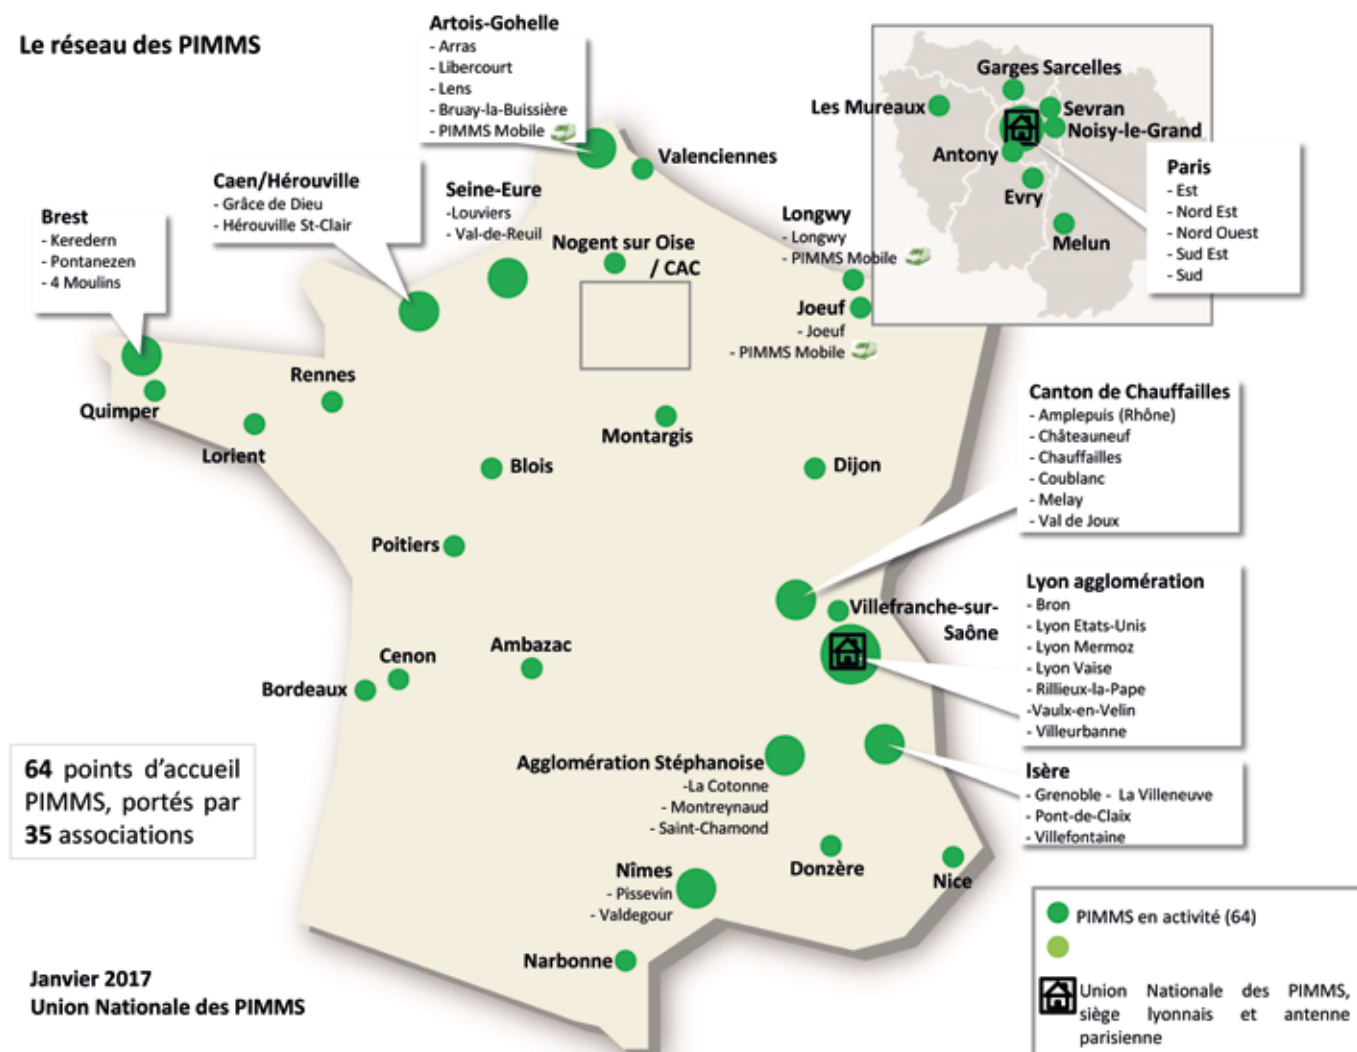 Le réseau des PIMMS
Artois-Gohelle
- Arras
- Libercourt
- Lens
- Bruay-la-Buissière
- PIMMS Mobile
Valenciennes
Caen/Hérouville
- Grâce de Dieu
- Hérouville St-Clair
Seine-Eure
-Louviers
- Val-de-Reuil
Nogent sur Oise
/ CAC
Brest
- Keredern
- Pontanezen
- 4 Moulins
Longwy
- Longwy
- PIMMS Mobile
Joeuf
- Joeuf
- PIMMS Mobile
Garges Sarcelles
Les Mureaux
Sevran
Noisy-le-Grand
Antony
Evry
Melun
Paris
- Est
- Nord Est
- Nord Ouest
- Sud Est
- Sud
Quimper
Lorient
Rennes
Montargis
Blois
Dijon
Poitiers
Canton de Chauffailles
- Amplepuis (Rhône)
- Châteauneuf
- Chauffailles
- Coublanc
- Melay
- Val de Joux
Villefranche-sur-
Saône
Lyon agglomération
- Bron
- Lyon Etats-Unis
- Lyon Mermoz
- Lyon Vaise
- Rillieux-la-Pape
-Vaulx-en-Velin
- Villeurbanne
Ambazac
Cenon
Bordeaux
Agglomération Stéphanoise
-La Cotonne
- Montreynaud
- Saint-Chamond
Isère
- Grenoble - La Villeneuve
- Pont-de-Claix
- Villefontaine
64 points d'accueil
PIMMS, portés par
35 associations
Donzère
Nice
Nîmes
- Pissevin
- Valdegour
Narbonne
Janvier 2017
Union Nationale des PIMMS
PIMMS en activité (64)
Union Nationale des PIMMS,
siège lyonnais et antenne
parisienne